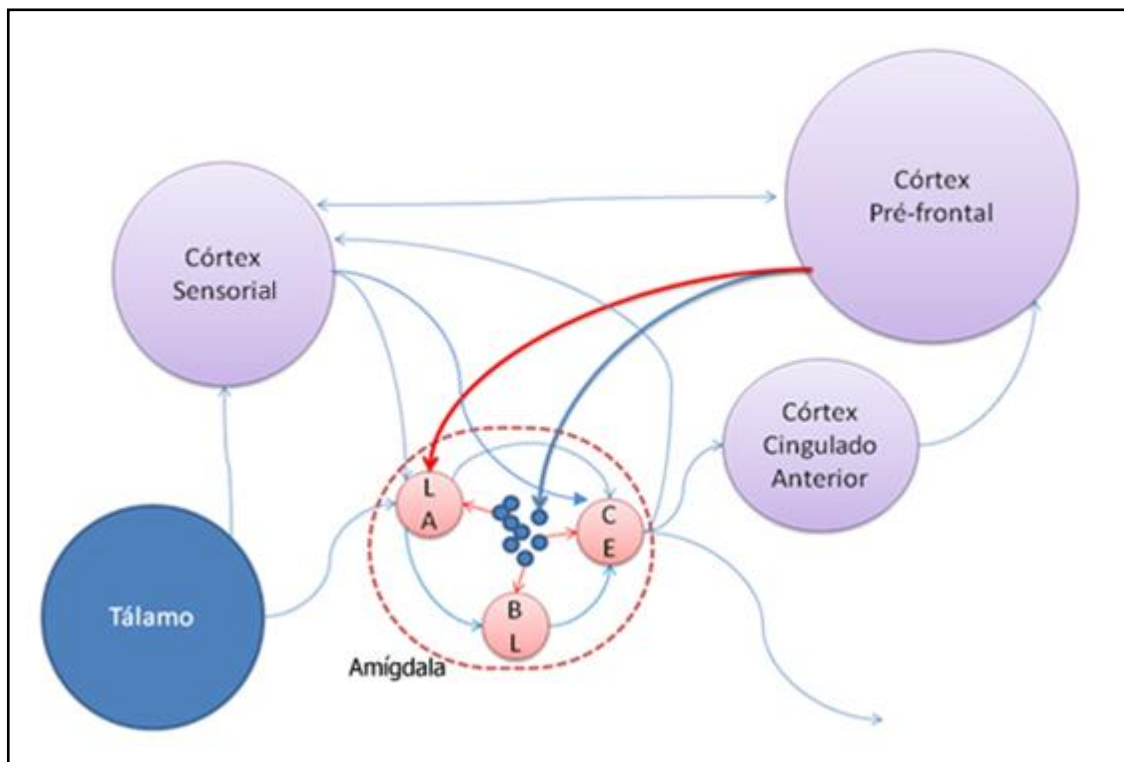 Córtex
Pré-frontal
Córtex
Sensorial
Córtex
Cingulado
Anterior
L
A
C
E
B
L
Tálamo
Amígdala